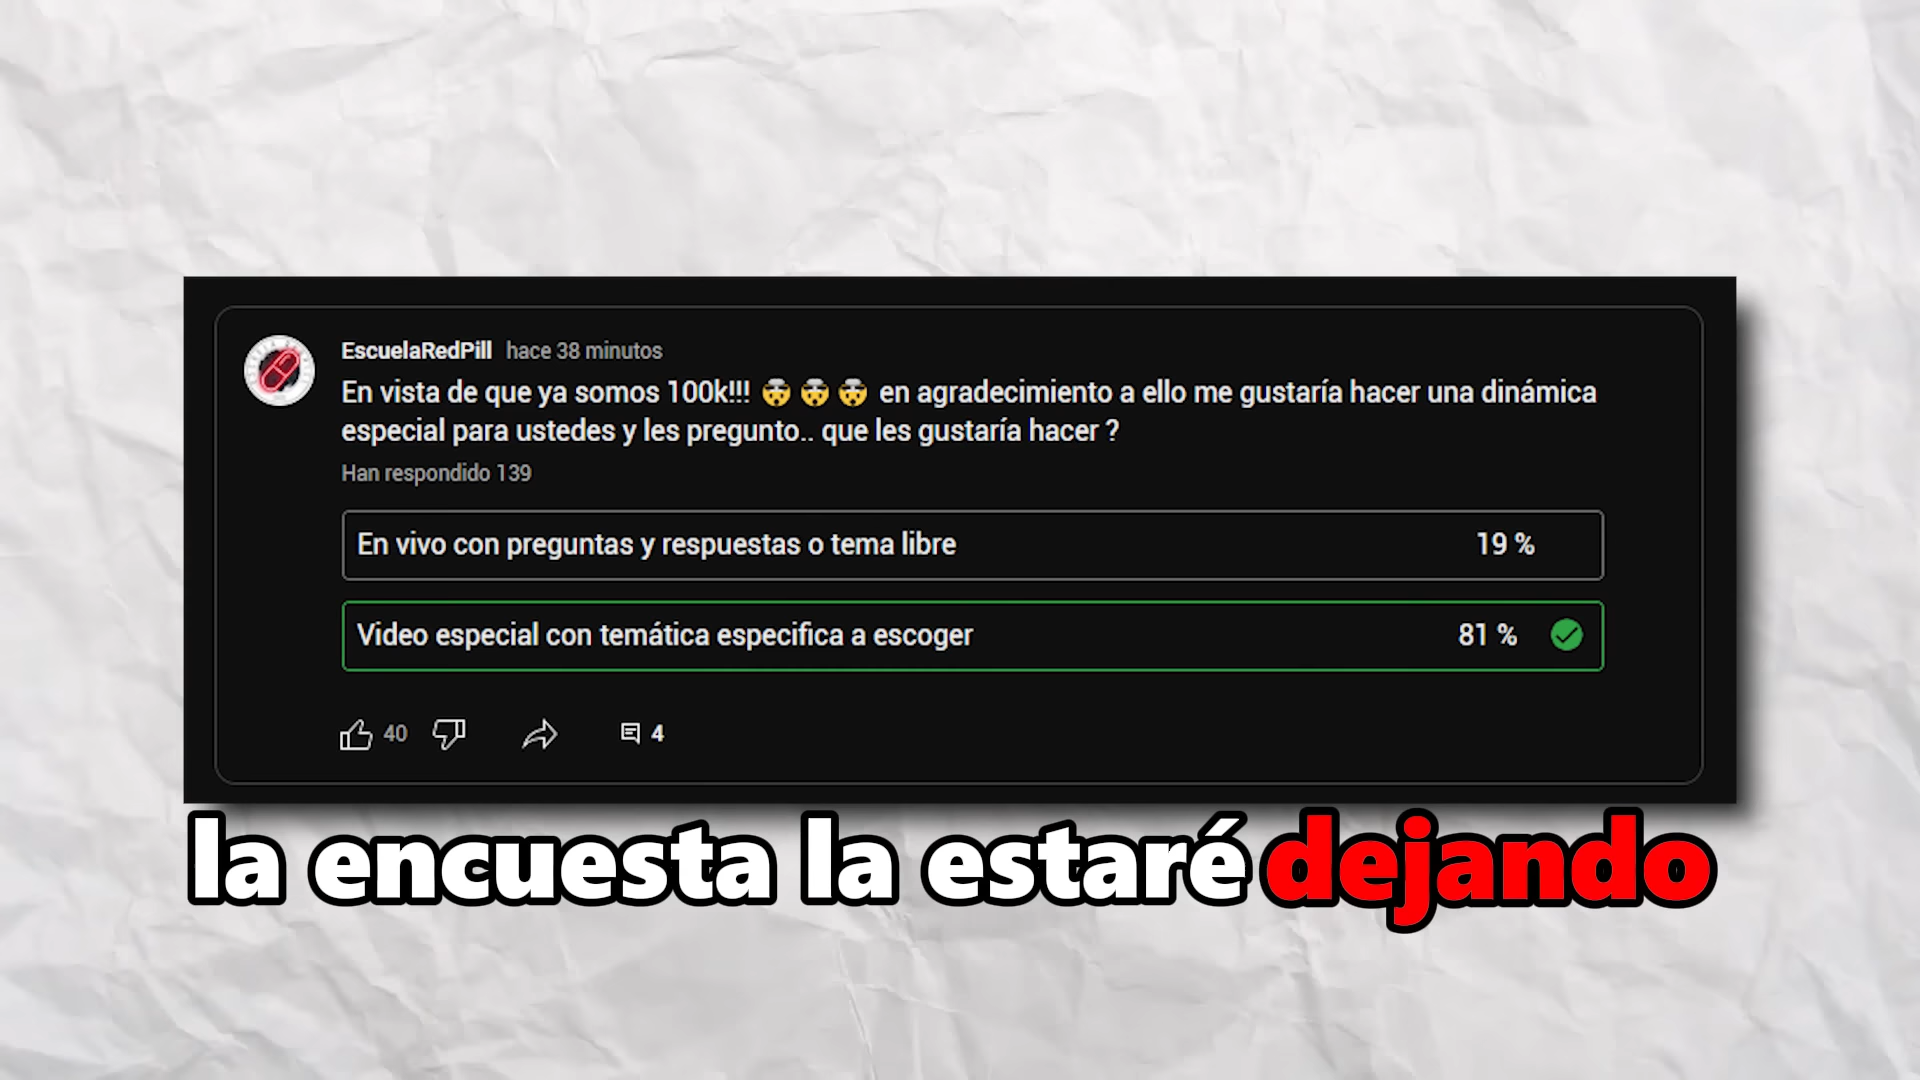 EscuelaRedPill hace 38 minutos
En vista de que ya somos 100k!!! 🤯 🤯 🤯 en agradecimiento a ello me gustaría hacer una dinámica
especial para ustedes y les pregunto.. que les gustaría hacer ?
Han respondido 139
En vivo con preguntas y respuestas o tema libre 19 %
Video especial con temática especifica a escoger 81 %
40 4
la encuesta la estaré dejando